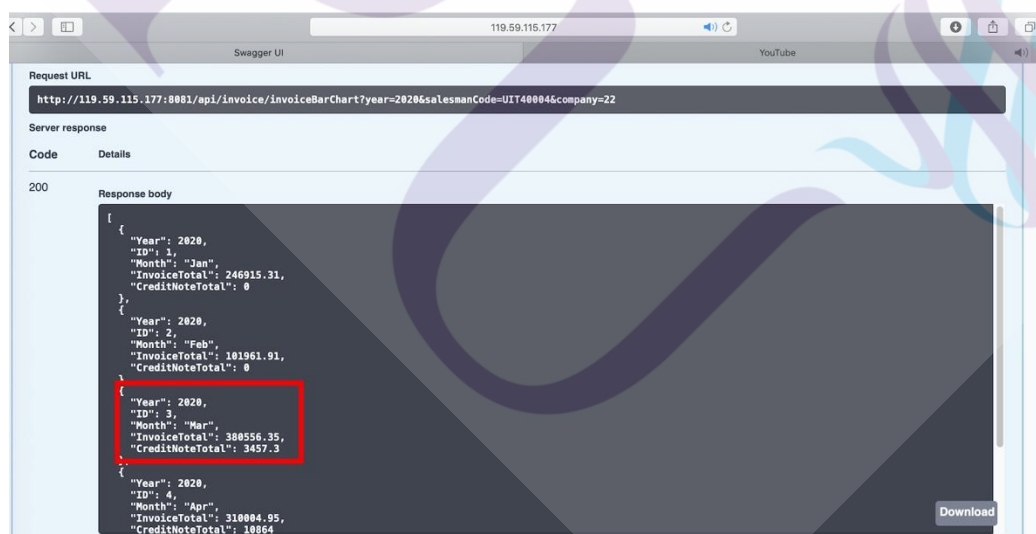 119.59.115.177
Swagger UI
YouTube
Request URL
http://119.59.115.177:8081/api/invoice/invoiceBarChart?year=2020&salesmanCode=UIT40004&company=22
Server response
Code
Details
200
Response body
[
{
"Year": 2020,
"ID": 1,
"Month": "Jan",
"InvoiceTotal": 246915.31,
"CreditNoteTotal": 0
},
{
"Year": 2020,
"ID": 2,
"Month": "Feb",
"InvoiceTotal": 101961.91,
"CreditNoteTotal": 0
},
{
"Year": 2020,
"ID": 3,
"Month": "Mar",
"InvoiceTotal": 380556.35,
"CreditNoteTotal": 3457.3
},
{
"Year": 2020,
"ID": 4,
"Month": "Apr",
"InvoiceTotal": 310004.95,
"CreditNoteTotal": 10864
Download